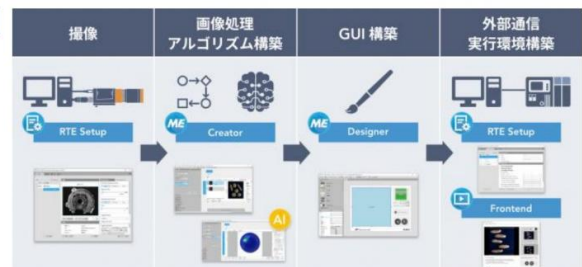 撮像
画像処理
アルゴリズム構築
GUI 構築
外部通信
実行環境構築
RTE Setup
ME
Creator
AI
ME
Designer
RTE Setup
Frontend